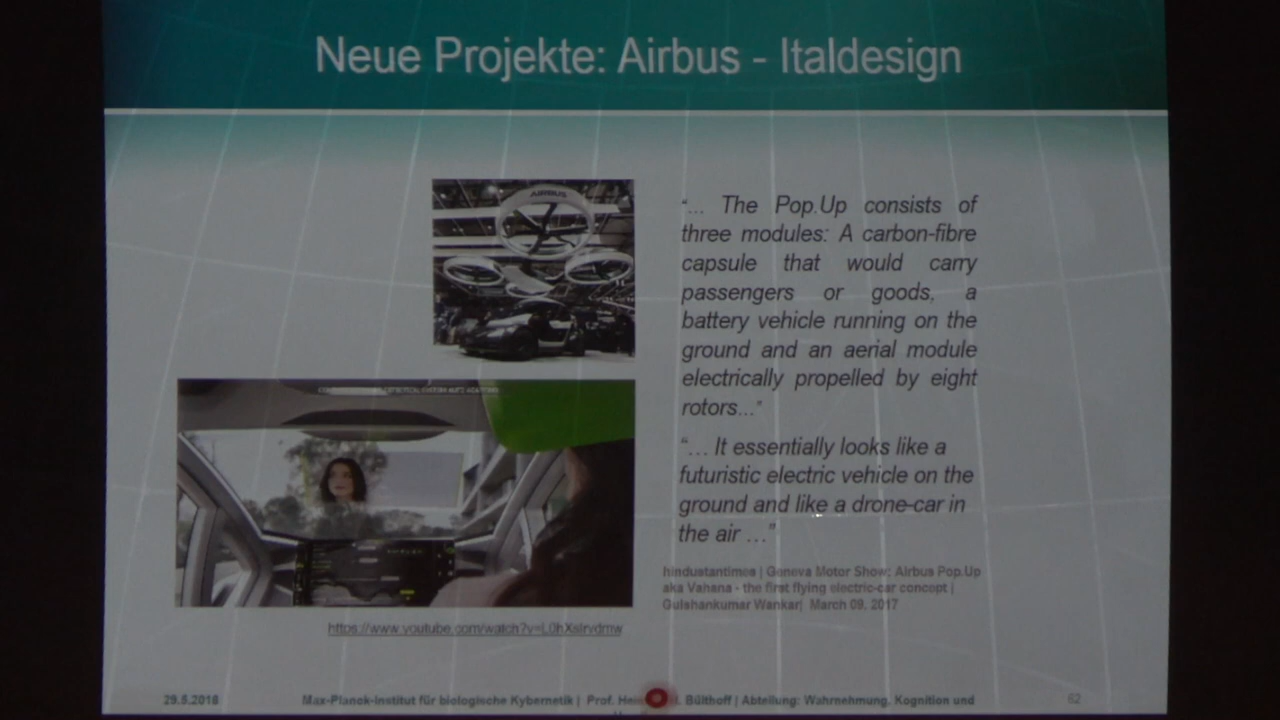 Neue Projekte: Airbus - Italdesign
AIRBUS
“... The Pop.Up consists of
three modules: A carbon-fibre
capsule that would carry
passengers or goods, a
battery vehicle running on the
ground and an aerial module
electrically propelled by eight
rotors...”
“... It essentially looks like a
futuristic electric vehicle on the
ground and like a drone-car in
the air ...”
hindustantimes | Geneva Motor Show: Airbus Pop.Up
aka Vahana - the first flying electric-car concept |
Gulshankumar Wankar| March 09, 2017
29.5.2018
Max-Planck-Institut für biologische Kybernetik | Prof. H. Bülthoff | Abteilung: Wahrnehmung, Kognition und
62